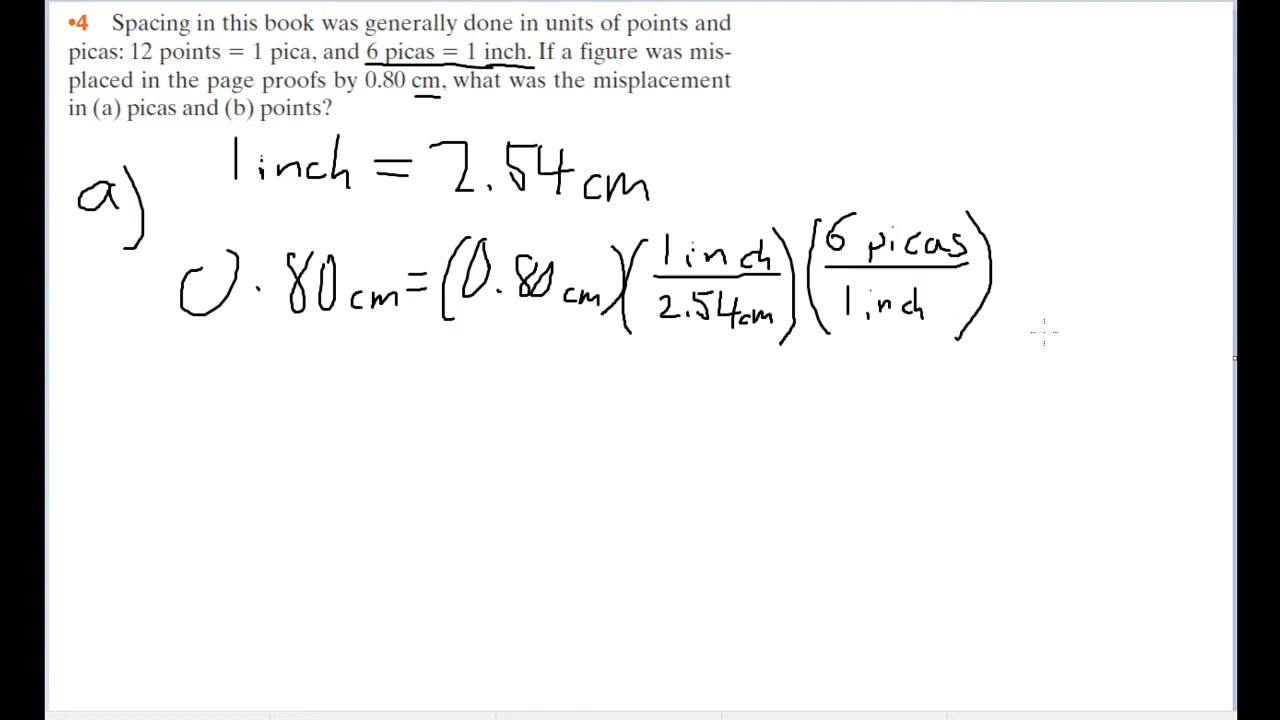 •4 Spacing in this book was generally done in units of points and
picas: 12 points = 1 pica, and 6 picas = 1 inch. If a figure was mis-
placed in the page proofs by 0.80 cm, what was the misplacement
in (a) picas and (b) points?
1 inch = 2.54 cm
a)
0.80 cm = (0.80 cm)(1 inch / 2.54 cm)(6 picas / 1 inch)